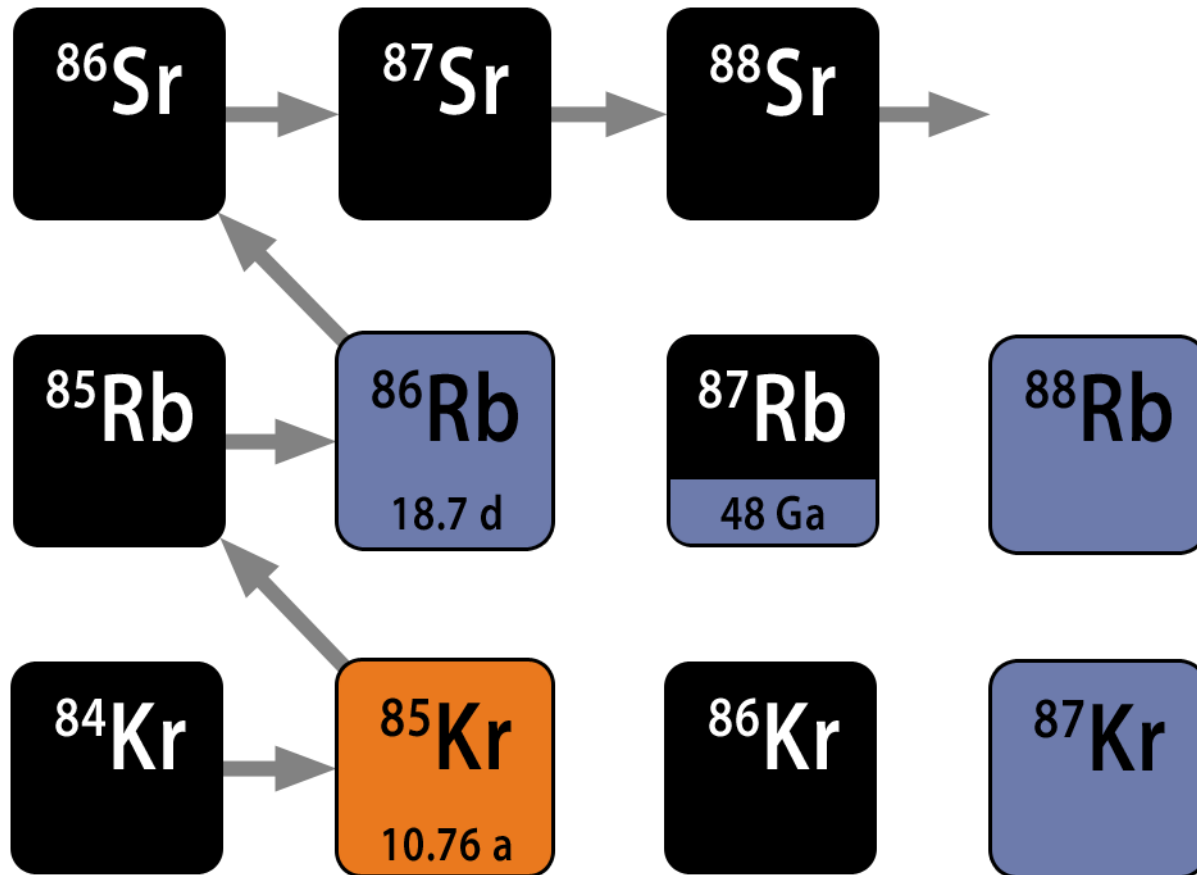 ⁸⁶Sr
⁸⁷Sr
⁸⁸Sr
⁸⁵Rb
⁸⁶Rb
18.7 d
⁸⁷Rb
48 Ga
⁸⁸Rb
⁸⁴Kr
⁸⁵Kr
10.76 a
⁸⁶Kr
⁸⁷Kr